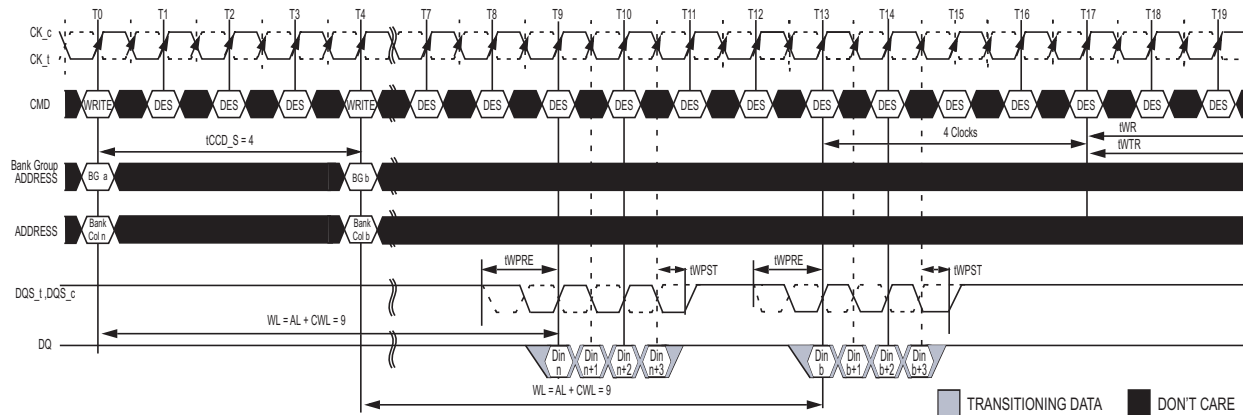 T0 T1 T2 T3 T4 T7 T8 T9 T10 T11 T12 T13 T14 T15 T16 T17 T18 T19
CK_c
CK_t
CMD WRITE DES DES DES WRITE DES DES DES DES DES DES DES DES DES DES DES DES DES
tCCD_S = 4 4 Clocks tWR
tWTR
Bank Group
ADDRESS BG a BG b
ADDRESS Bank Col n Bank Col b
tWPRE tWPST tWPRE tWPST
DQS_t ,DQS_c
WL = AL + CWL = 9
DQ Din n Din n+1 Din n+2 Din n+3 Din b Din b+1 Din b+2 Din b+3
WL = AL + CWL = 9
TRANSITIONING DATA DON'T CARE